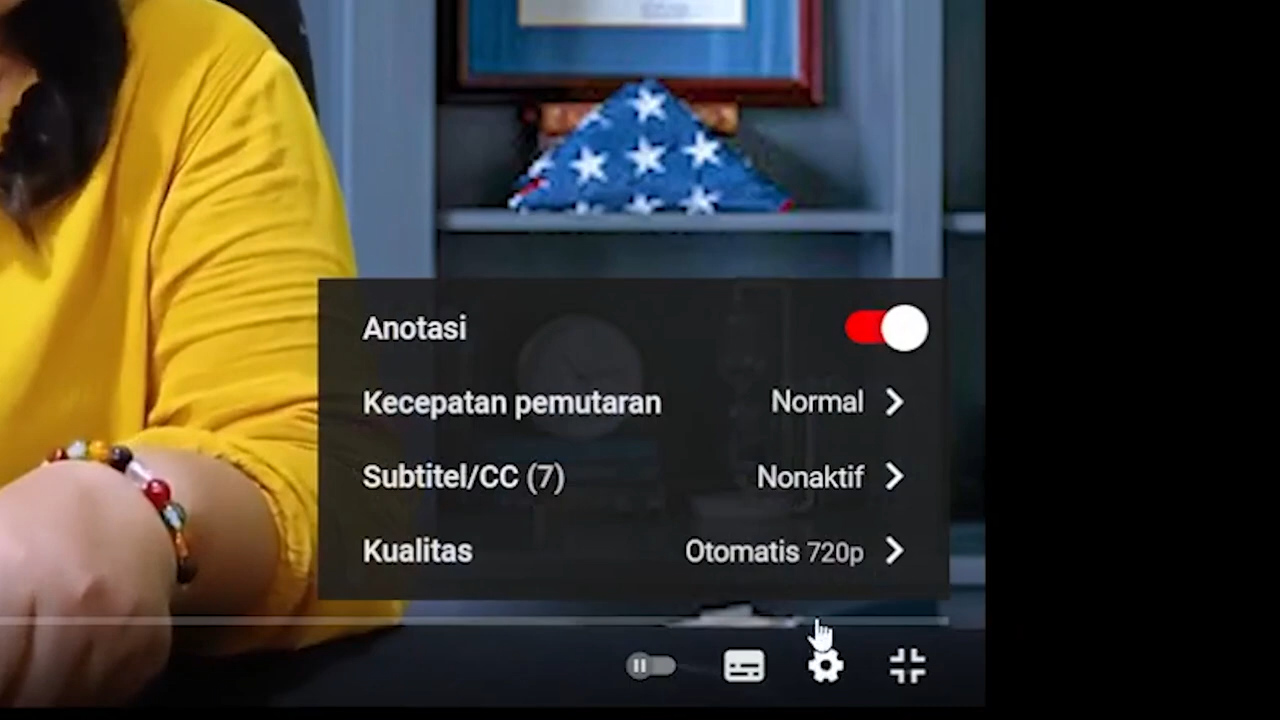 Anotasi
Kecepatan pemutaran Normal
Subtitel/CC (7) Nonaktif
Kualitas Otomatis 720p